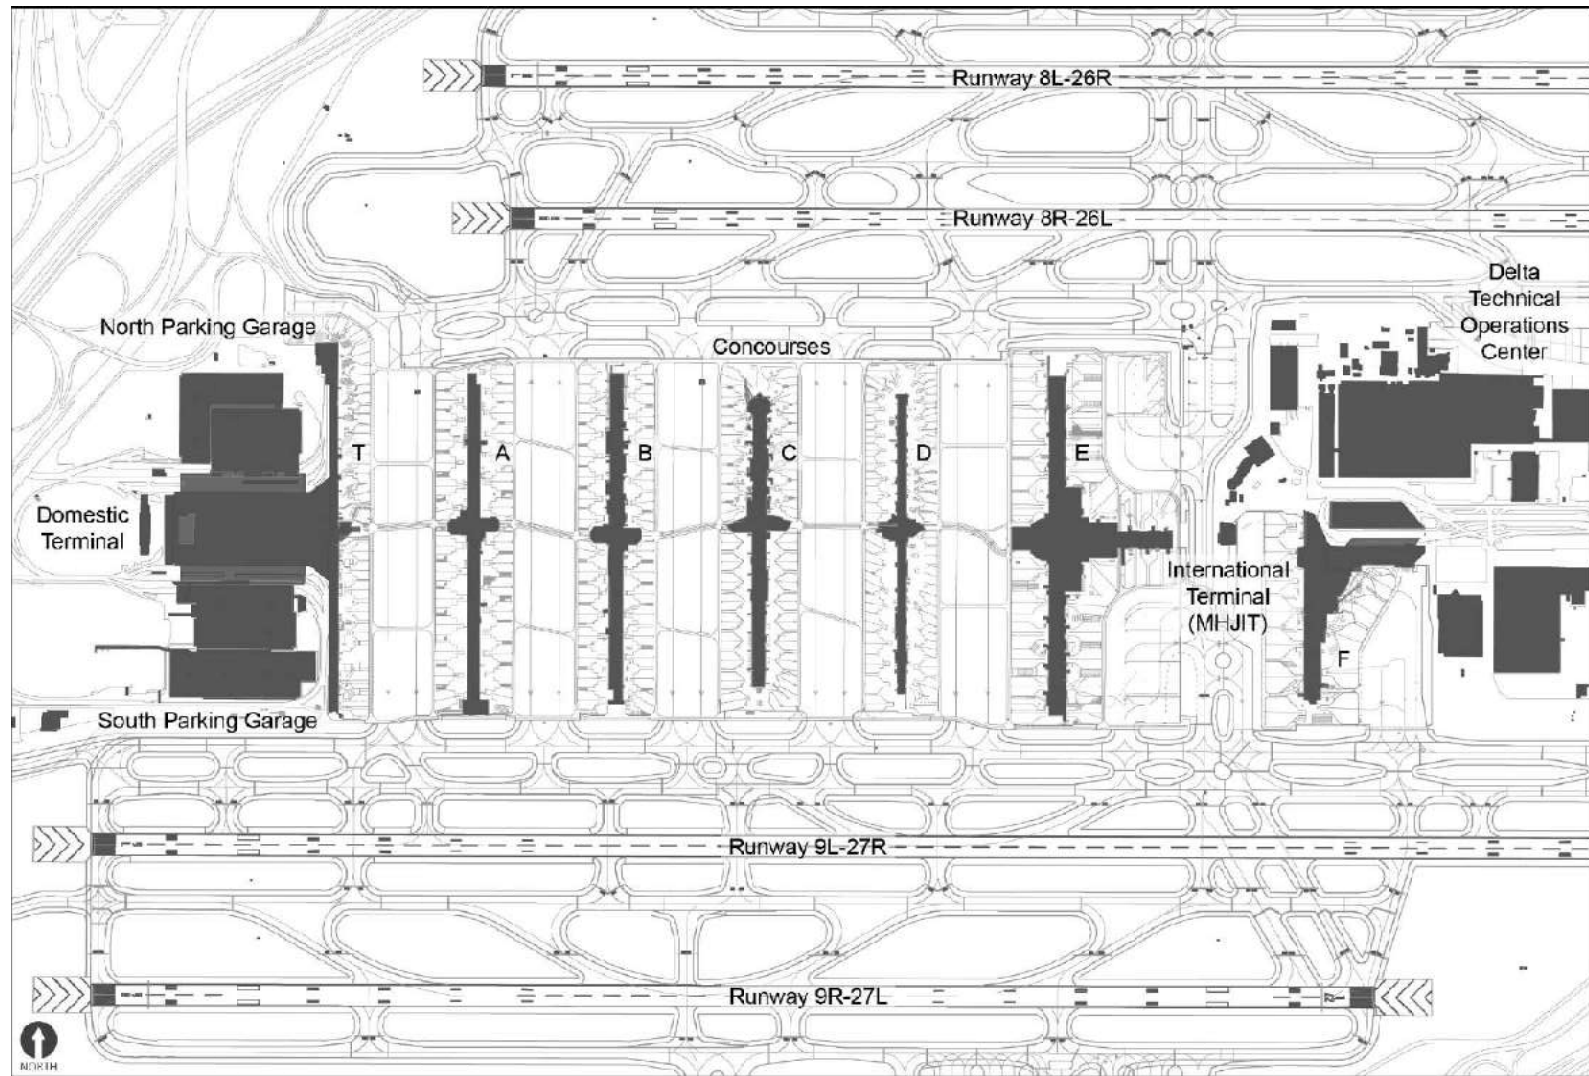 Runway 8L-26R
Runway 8R-26L
Delta
Technical
Operations
Center
North Parking Garage
Concourses
T
A
B
C
D
E
Domestic
Terminal
International
Terminal
(MHJIT)
F
South Parking Garage
Runway 9L-27R
Runway 9R-27L
NORTH